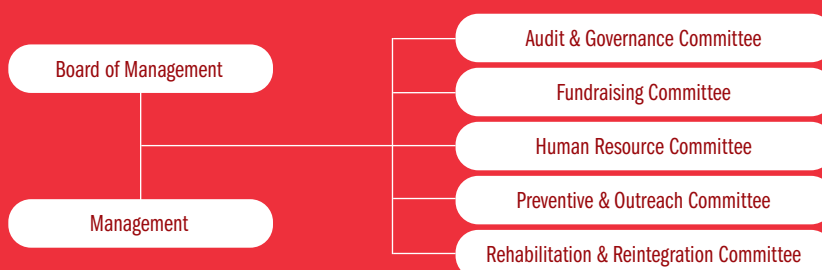 Board of Management
Management
Audit & Governance Committee
Fundraising Committee
Human Resource Committee
Preventive & Outreach Committee
Rehabilitation & Reintegration Committee